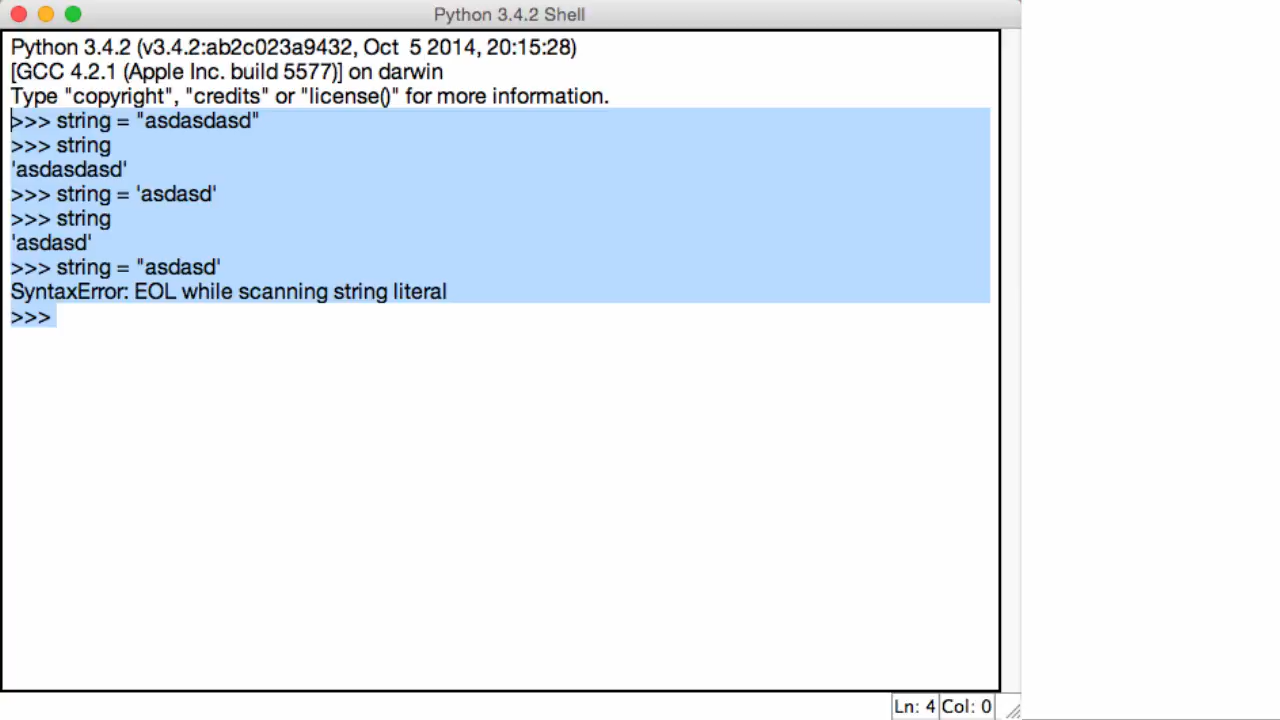 Python 3.4.2 Shell
Python 3.4.2 (v3.4.2:ab2c023a9432, Oct  5 2014, 20:15:28)
[GCC 4.2.1 (Apple Inc. build 5577)] on darwin
Type "copyright", "credits" or "license()" for more information.
>>> string = "asdasdasd"
>>> string
'asdasdasd'
>>> string = 'asdasd'
>>> string
'asdasd'
>>> string = "asdasd'
SyntaxError: EOL while scanning string literal
>>>
Ln: 4 Col: 0